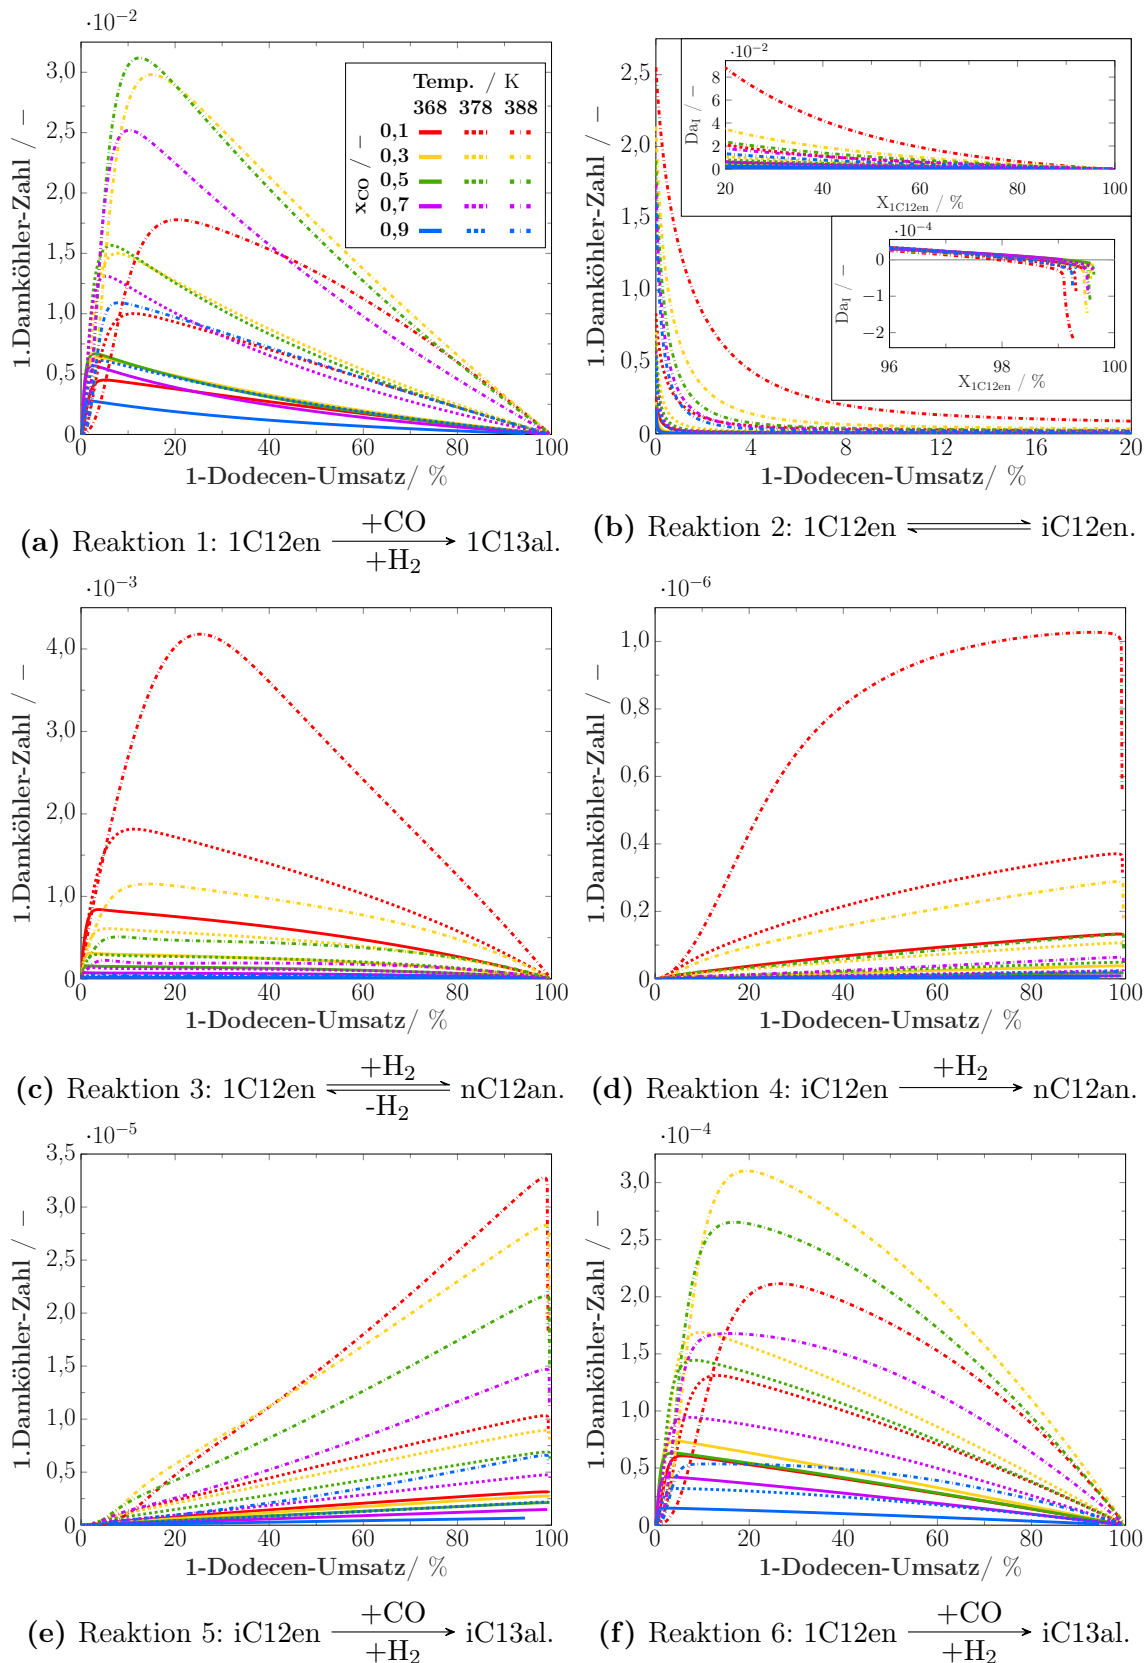 ·10⁻²
3,0
2,5
2,0
1,5
1,0
0,5
0
0 20 40 60 80 100
1.Damköhler-Zahl / −
1-Dodecen-Umsatz/ %
Temp. / K
368 378 388
x_CO / −
0,1
0,3
0,5
0,7
0,9
(a) Reaktion 1: 1C12en +CO +H₂ 1C13al.
2,5
2,0
1,5
1,0
0,5
0
0 4 8 12 16 20
1.Damköhler-Zahl / −
1-Dodecen-Umsatz/ %
·10⁻²
8
6
4
2
0
20 40 60 80 100
Da_I / −
X_1C12en / %
·10⁻⁴
0
−1
−2
96 98 100
Da_I / −
X_1C12en / %
(b) Reaktion 2: 1C12en iC12en.
·10⁻³
4,0
3,0
2,0
1,0
0
0 20 40 60 80 100
1.Damköhler-Zahl / −
1-Dodecen-Umsatz/ %
(c) Reaktion 3: 1C12en +H₂ -H₂ nC12an.
·10⁻⁶
1,0
0,8
0,6
0,4
0,2
0
0 20 40 60 80 100
1.Damköhler-Zahl / −
1-Dodecen-Umsatz/ %
(d) Reaktion 4: iC12en +H₂ nC12an.
·10⁻⁵
3,5
3,0
2,5
2,0
1,5
1,0
0,5
0
0 20 40 60 80 100
1.Damköhler-Zahl / −
1-Dodecen-Umsatz/ %
(e) Reaktion 5: iC12en +CO +H₂ iC13al.
·10⁻⁴
3,0
2,5
2,0
1,5
1,0
0,5
0
0 20 40 60 80 100
1.Damköhler-Zahl / −
1-Dodecen-Umsatz/ %
(f) Reaktion 6: 1C12en +CO +H₂ iC13al.